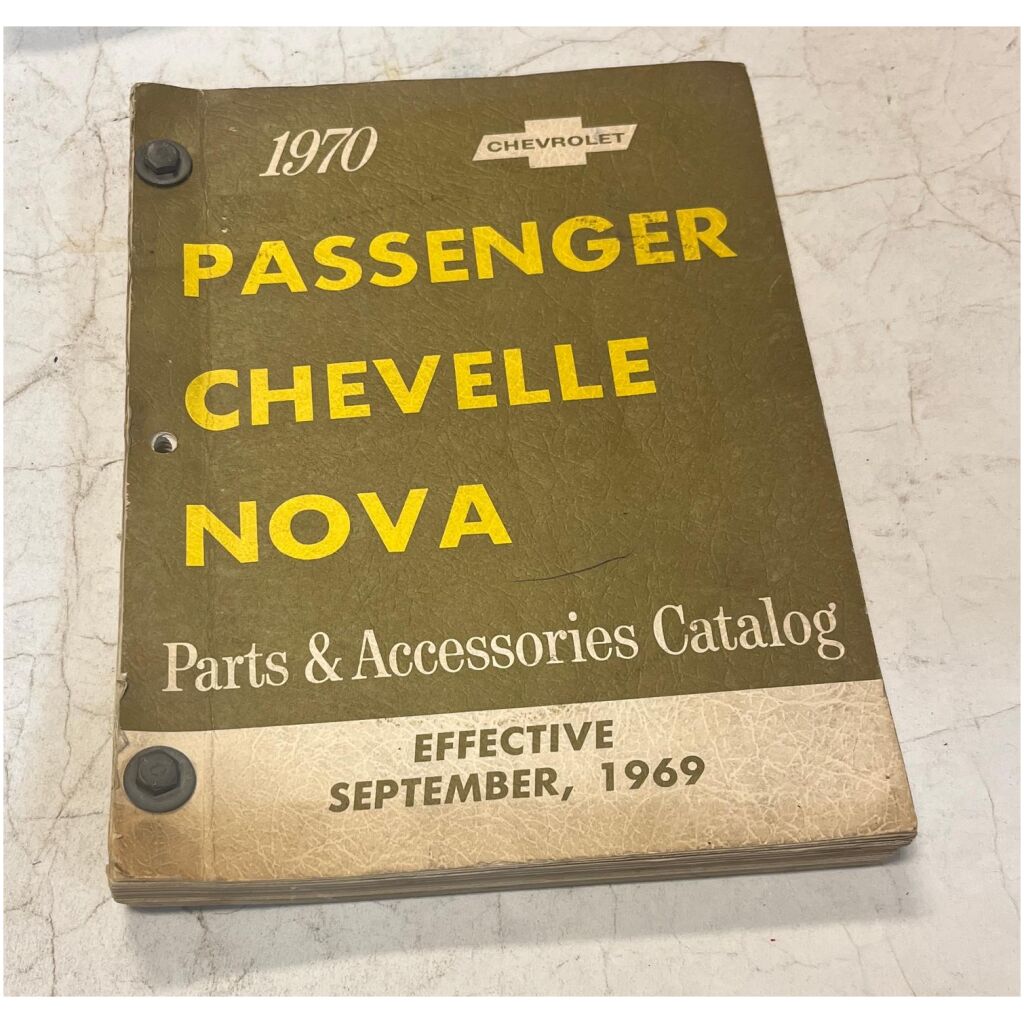 1970 CHEVROLET
PASSENGER
CHEVELLE
NOVA
Parts & Accessories Catalog
EFFECTIVE
SEPTEMBER, 1969